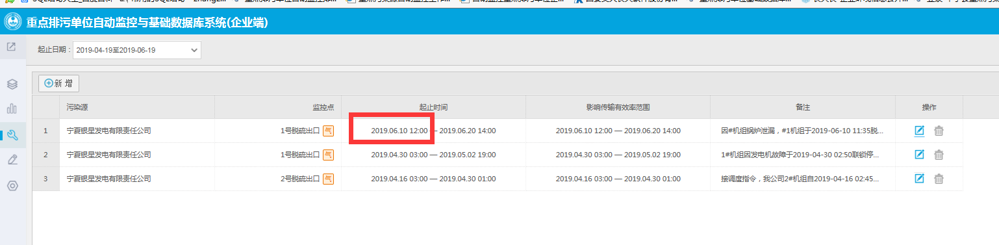 重点排污单位自动监控与基础数据库系统(企业端)
起止日期： 2019-04-19至2019-06-19
新 增
污染源 监控点 起止时间 影响传输有效率范围 备注 操作
1 宁夏银星发电有限责任公司 1号脱硫出口 气 2019.06.10 12:00 — 2019.06.20 14:00 2019.06.10 12:00 — 2019.06.20 14:00 因#机组锅炉泄漏，#1机组于2019-06-10 11:35脱...
2 宁夏银星发电有限责任公司 1号脱硫出口 气 2019.04.30 03:00 — 2019.05.02 19:00 2019.04.30 03:00 — 2019.05.02 19:00 1#机组因发电机故障于2019-04-30 02:50联锁停...
3 宁夏银星发电有限责任公司 2号脱硫出口 气 2019.04.16 03:00 — 2019.04.30 01:00 2019.04.16 03:00 — 2019.04.30 01:00 接调度指令，我公司2#机组自2019-04-16 02:45...